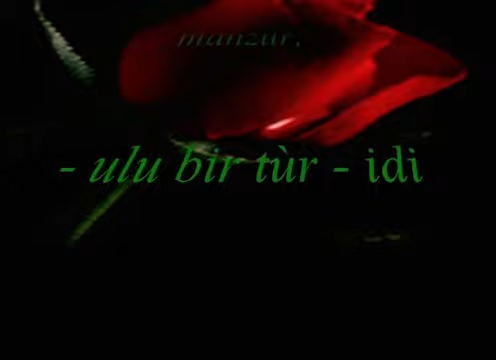 manzur,
- ulu bir tùr - idi